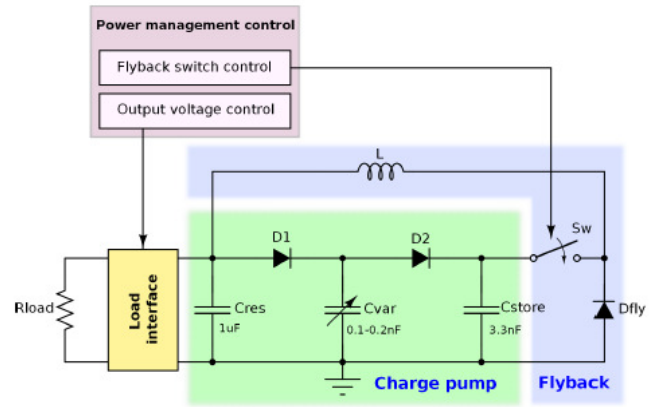 Power management control
Flyback switch control
Output voltage control
L
D1
D2
Sw
Rload
Load interface
Cres
1uF
Cvar
0.1-0.2nF
Cstore
3.3nF
Dfly
Charge pump
Flyback